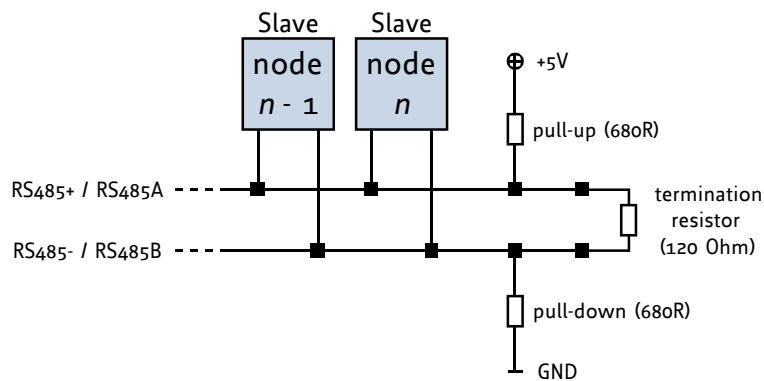 Slave
node
n - 1
Slave
node
n
+5V
pull-up (680R)
RS485+ / RS485A
termination
resistor
(120 Ohm)
RS485- / RS485B
pull-down (680R)
GND